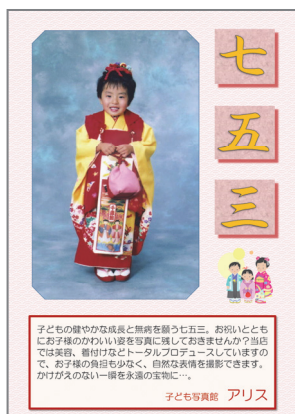 七
五
三
子どもの健やかな成長と無病を願う七五三。お祝いととも
にお子様のかわいい姿を写真に残しておきませんか？当店
では美容、着付けなどトータルプロデュースしていますの
で、お子様の負担も少なく、自然な表情を撮影できます。
かけがえのない一瞬を永遠の宝物に…。
子ども写真館 アリス